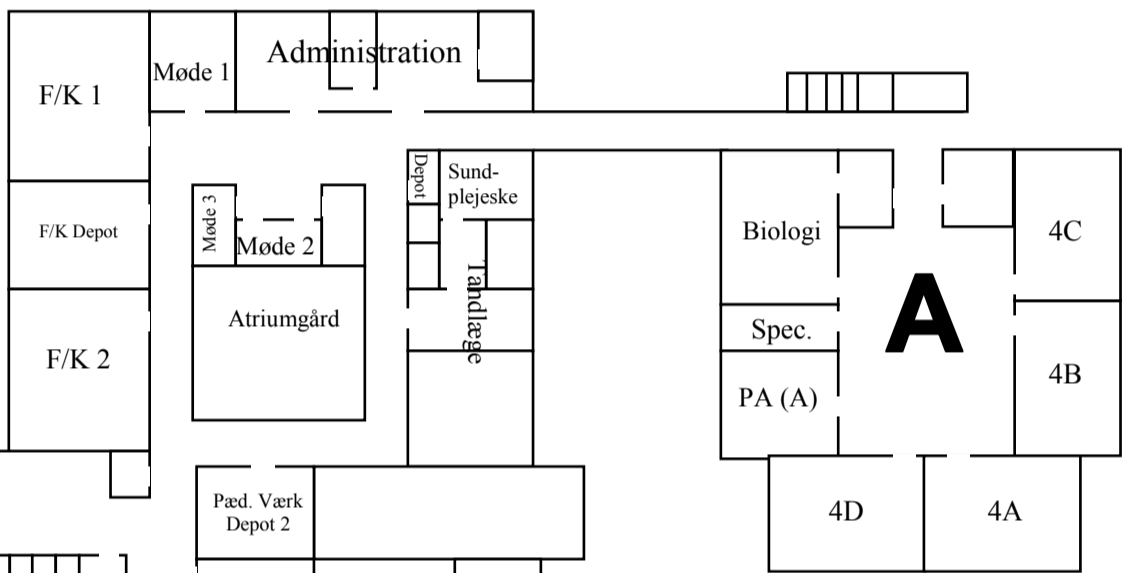 Administration
Møde 1
F/K 1
Depot
Sund-
plejeske
Møde 3
F/K Depot
Møde 2
Biologi
4C
Tandlæge
Atriumgård
A
Spec.
F/K 2
4B
PA (A)
Pæd. Værk
Depot 2
4D
4A